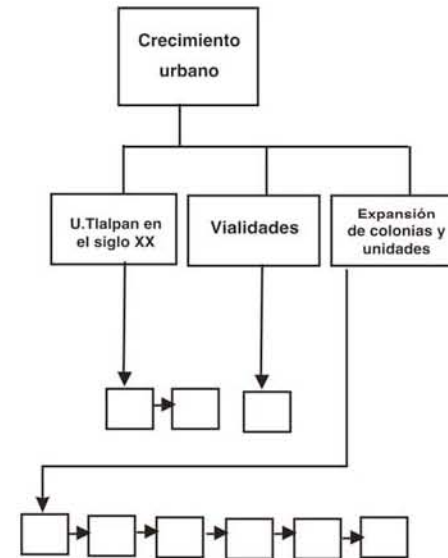 Crecimiento
urbano
U.Tlalpan en
el siglo XX
Vialidades
Expansión
de colonias y
unidades